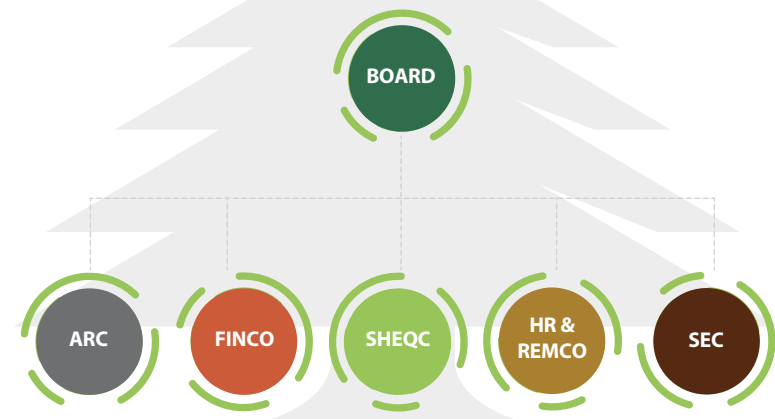 BOARD
ARC
FINCO
SHEQC
HR &
REMCO
SEC